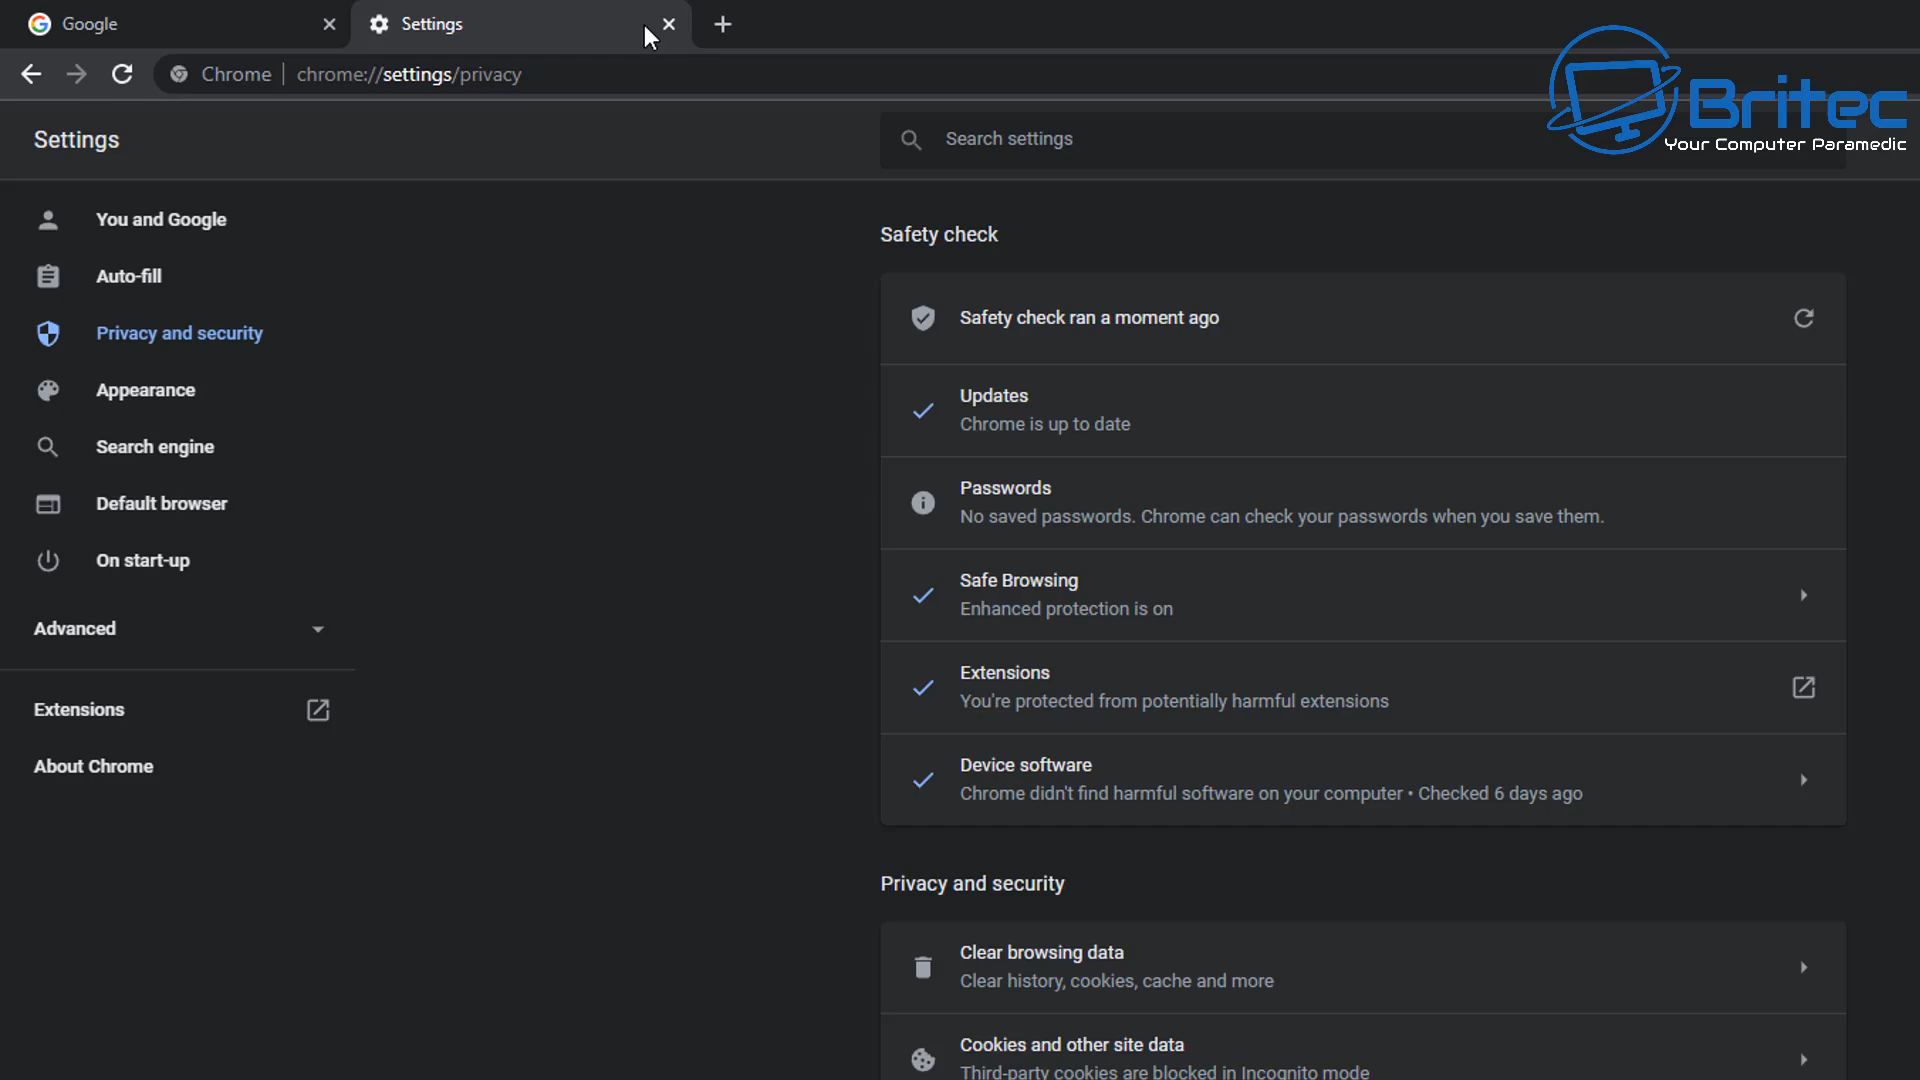 Google
Settings
Chrome
chrome://settings/privacy
Britec
Your Computer Paramedic
Settings
Search settings
You and Google
Auto-fill
Privacy and security
Appearance
Search engine
Default browser
On start-up
Advanced
Extensions
About Chrome
Safety check
Safety check ran a moment ago
Updates
Chrome is up to date
Passwords
No saved passwords. Chrome can check your passwords when you save them.
Safe Browsing
Enhanced protection is on
Extensions
You're protected from potentially harmful extensions
Device software
Chrome didn't find harmful software on your computer • Checked 6 days ago
Privacy and security
Clear browsing data
Clear history, cookies, cache and more
Cookies and other site data
Third-party cookies are blocked in Incognito mode